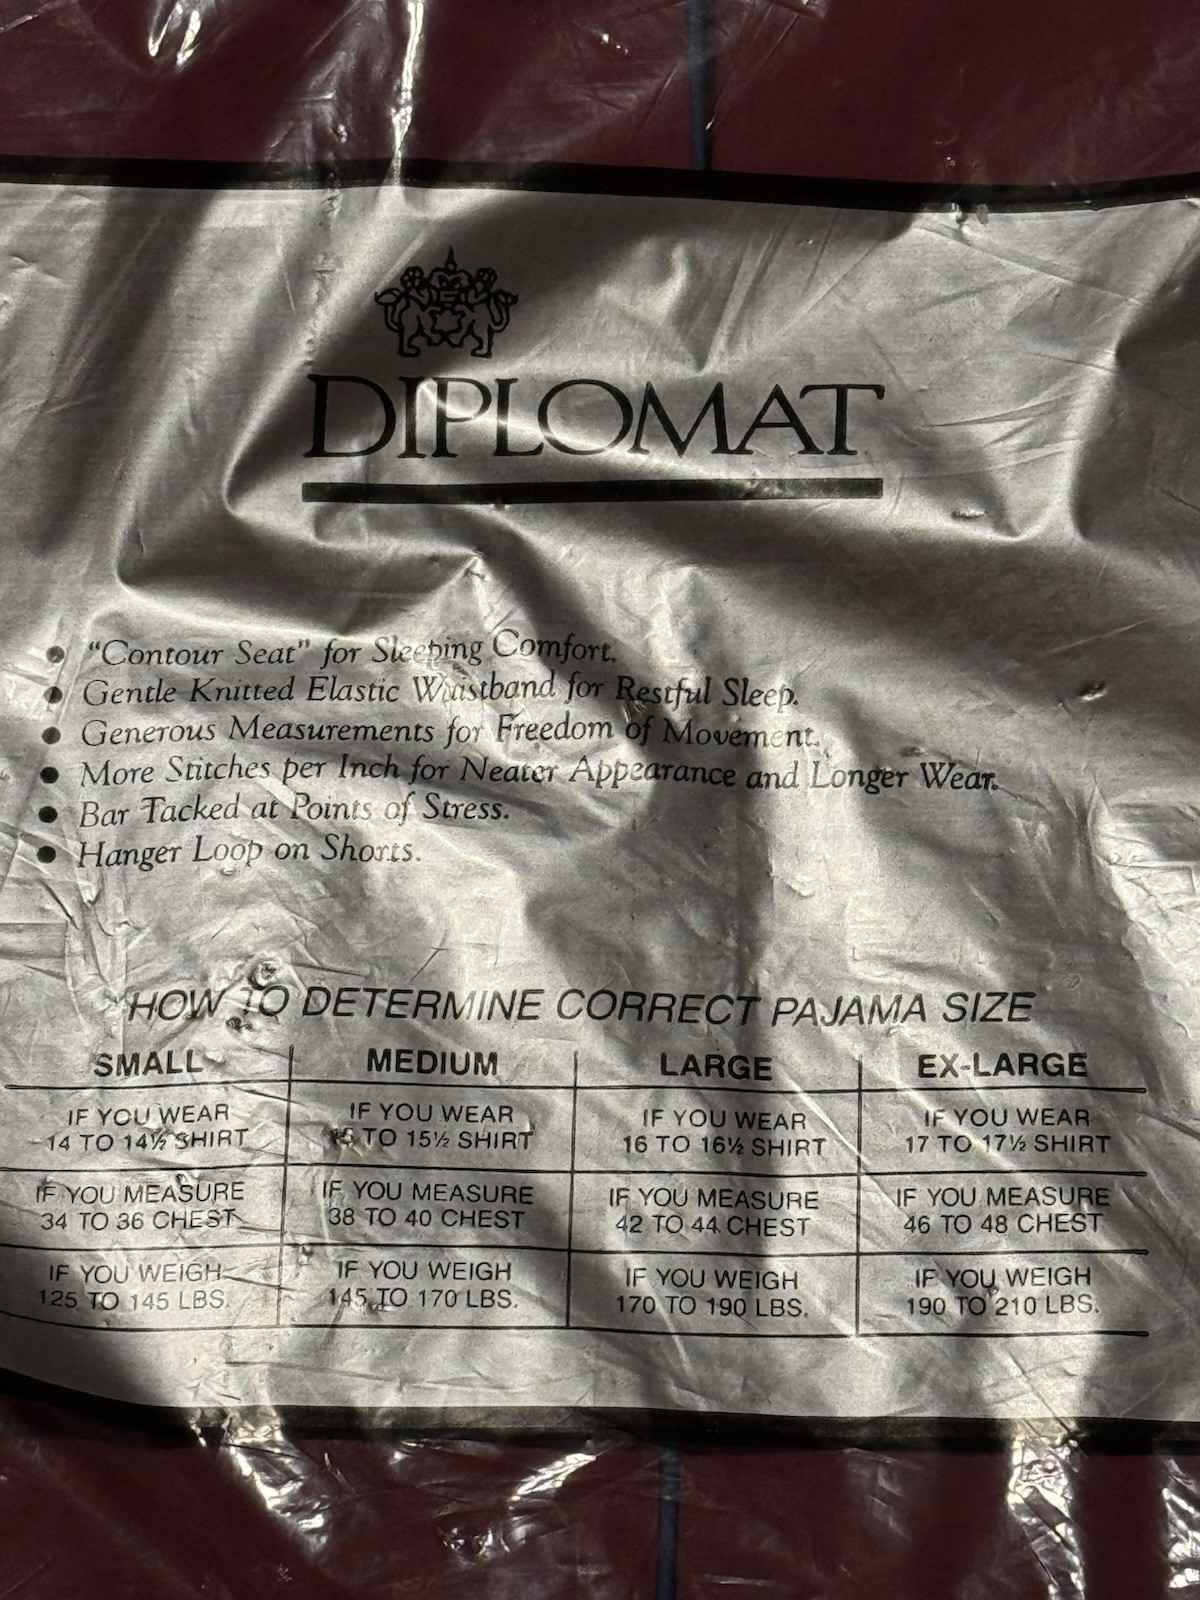 DIPLOMAT
• "Contour Seat" for Sleeping Comfort.
• Gentle Knitted Elastic Waistband for Restful Sleep.
• Generous Measurements for Freedom of Movement.
• More Stitches per Inch for Neater Appearance and Longer Wear.
• Bar Tacked at Points of Stress.
• Hanger Loop on Shorts.
HOW TO DETERMINE CORRECT PAJAMA SIZE
SMALL MEDIUM LARGE EX-LARGE
IF YOU WEAR IF YOU WEAR IF YOU WEAR IF YOU WEAR
14 TO 14½ SHIRT 15 TO 15½ SHIRT 16 TO 16½ SHIRT 17 TO 17½ SHIRT
IF YOU MEASURE IF YOU MEASURE IF YOU MEASURE IF YOU MEASURE
34 TO 36 CHEST 38 TO 40 CHEST 42 TO 44 CHEST 46 TO 48 CHEST
IF YOU WEIGH IF YOU WEIGH IF YOU WEIGH IF YOU WEIGH
125 TO 145 LBS. 145 TO 170 LBS. 170 TO 190 LBS. 190 TO 210 LBS.